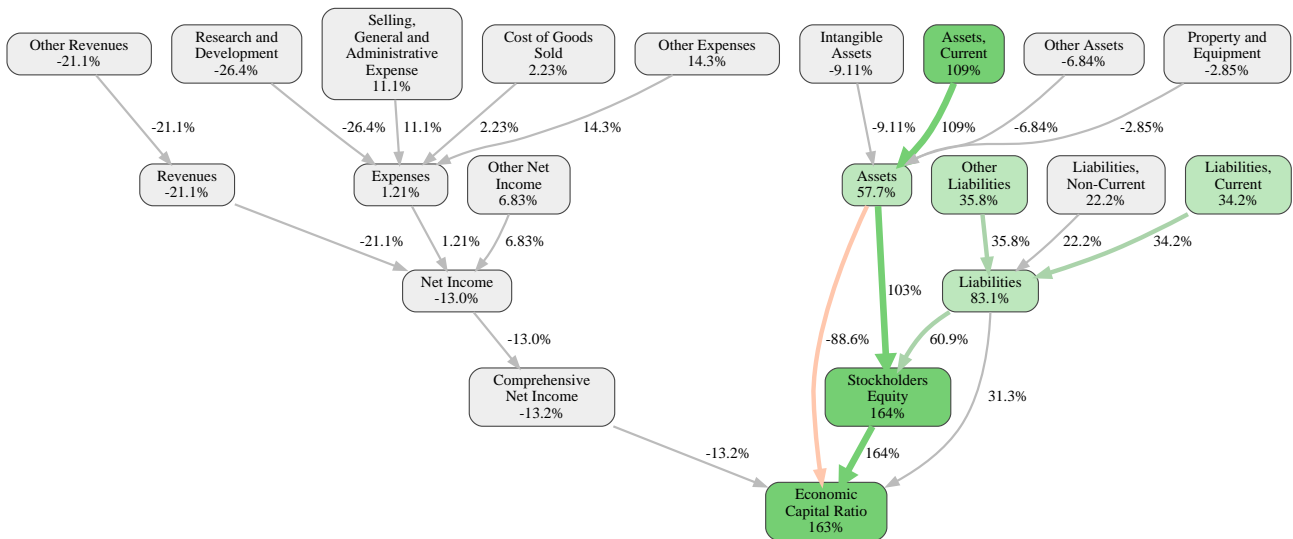 Other Revenues
-21.1%
Research and
Development
-26.4%
Selling,
General and
Administrative
Expense
11.1%
Cost of Goods
Sold
2.23%
Other Expenses
14.3%
Intangible
Assets
-9.11%
Assets,
Current
109%
Other Assets
-6.84%
Property and
Equipment
-2.85%
-21.1%
-26.4%
11.1%
2.23%
14.3%
-9.11%
109%
-6.84%
-2.85%
Revenues
-21.1%
Expenses
1.21%
Other Net
Income
6.83%
Assets
57.7%
Other
Liabilities
35.8%
Liabilities,
Non-Current
22.2%
Liabilities,
Current
34.2%
-21.1%
1.21%
6.83%
35.8%
22.2%
34.2%
Net Income
-13.0%
103%
Liabilities
83.1%
-13.0%
-88.6%
60.9%
Comprehensive
Net Income
-13.2%
Stockholders
Equity
164%
31.3%
-13.2%
164%
Economic
Capital Ratio
163%